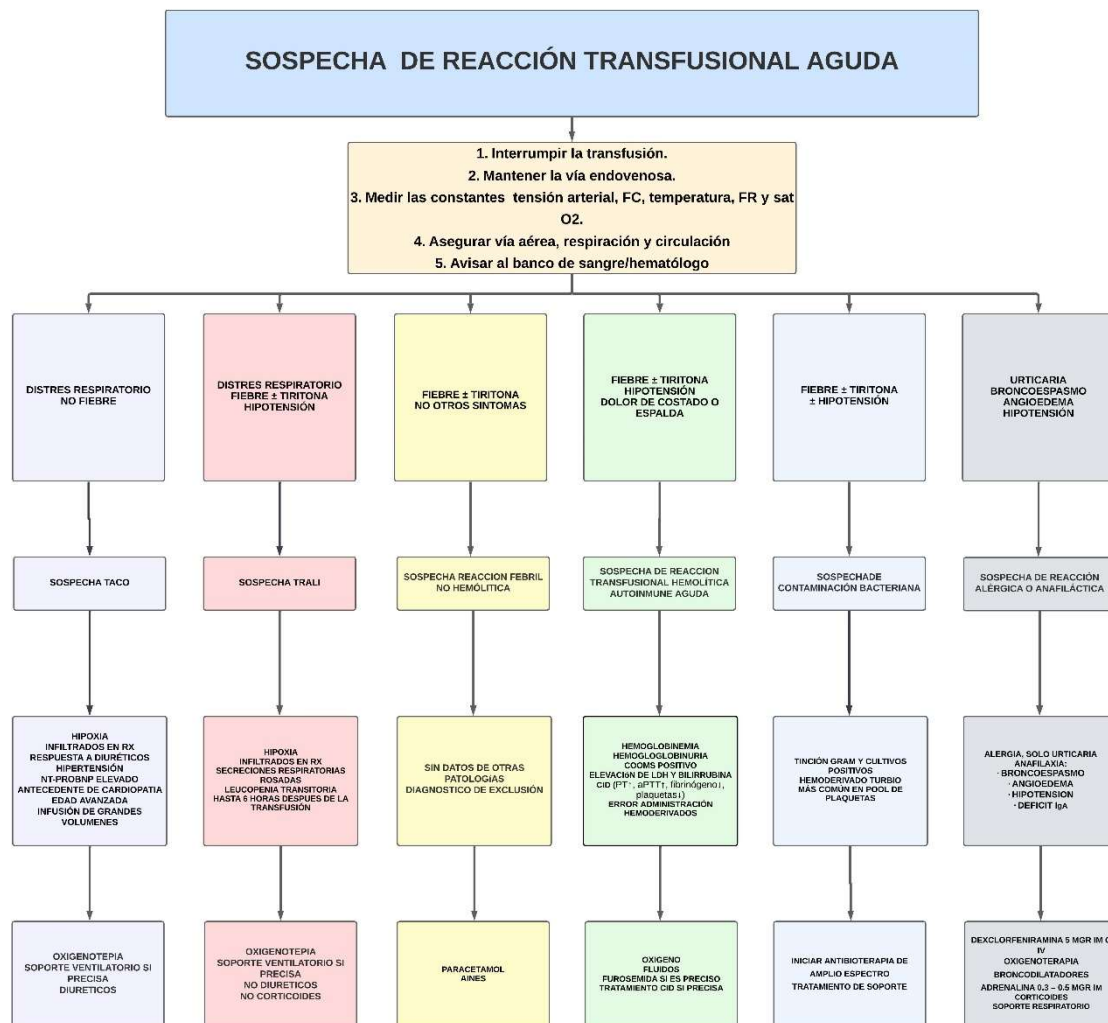 SOSPECHA DE REACCIÓN TRANSFUSIONAL AGUDA
1. Interrumpir la transfusión.
2. Mantener la vía endovenosa.
3. Medir las constantes tensión arterial, FC, temperatura, FR y sat
O2.
4. Asegurar vía aérea, respiración y circulación
5. Avisar al banco de sangre/hematólogo
DISTRES RESPIRATORIO
NO FIEBRE
DISTRES RESPIRATORIO
FIEBRE ± TIRITONA
HIPOTENSIÓN
FIEBRE ± TIRITONA
NO OTROS SINTOMAS
FIEBRE ± TIRITONA
HIPOTENSIÓN
DOLOR DE COSTADO O
ESPALDA
FIEBRE ± TIRITONA
± HIPOTENSIÓN
URTICARIA
BRONCOESPASMO
ANGIOEDEMA
HIPOTENSIÓN
SOSPECHA TACO
SOSPECHA TRALI
SOSPECHA REACCION FEBRIL
NO HEMÓLITICA
SOSPECHA DE REACCION
TRANSFUSIONAL HEMOLÍTICA
AUTOINMUNE AGUDA
SOSPECHADE
CONTAMINACIÓN BACTERIANA
SOSPECHA DE REACCIÓN
ALÉRGICA O ANAFILÁCTICA
HIPOXIA
INFILTRADOS EN RX
RESPUESTA A DIURÉTICOS
HIPERTENSIÓN
NT-PROBNP ELEVADO
ANTECEDENTE DE CARDIOPATIA
EDAD AVANZADA
INFUSIÓN DE GRANDES
VOLUMENES
HIPOXIA
INFILTRADOS EN RX
SECRECIONES RESPIRATORIAS
ROSADAS
LEUCOPENIA TRANSITORIA
HASTA 6 HORAS DESPUES DE LA
TRANSFUSIÓN
SIN DATOS DE OTRAS
PATOLOGíAS
DIAGNOSTICO DE EXCLUSIÓN
HEMOGLOBINEMIA
HEMOGLOGBINURIA
COOMS POSITIVO
ELEVACIóN DE LDH Y BILIRRUBINA
CID (PT↑, aPTT↑, fibrinógeno↓,
plaquetas↓)
ERROR ADMINISTRACIÓN
HEMODERIVADOS
TINCIÓN GRAM Y CULTIVOS
POSITIVOS
HEMODERIVADO TURBIO
MÁS COMÚN EN POOL DE
PLAQUETAS
ALERGIA, SOLO URTICARIA
ANAFILAXIA:
· BRONCOESPASMO
· ANGIOEDEMA
· HIPOTENSION
· DEFICIT IgA
OXIGENOTEPIA
SOPORTE VENTILATORIO SI
PRECISA
DIURETICOS
OXIGENOTEPIA
SOPORTE VENTILATORIO SI
PRECISA
NO DIURETICOS
NO CORTICOIDES
PARACETAMOL
AINES
OXIGENO
FLUIDOS
FUROSEMIDA SI ES PRECISO
TRATAMIENTO CID SI PRECISA
INICIAR ANTIBIOTERAPIA DE
AMPLIO ESPECTRO
TRATAMIENTO DE SOPORTE
DEXCLORFENIRAMINA 5 MGR IM
IV
OXIGENOTERAPIA
BRONCODILATADORES
ADRENALINA 0.3 – 0.5 MGR IM
CORTICOIDES
SOPORTE RESPIRATORIO